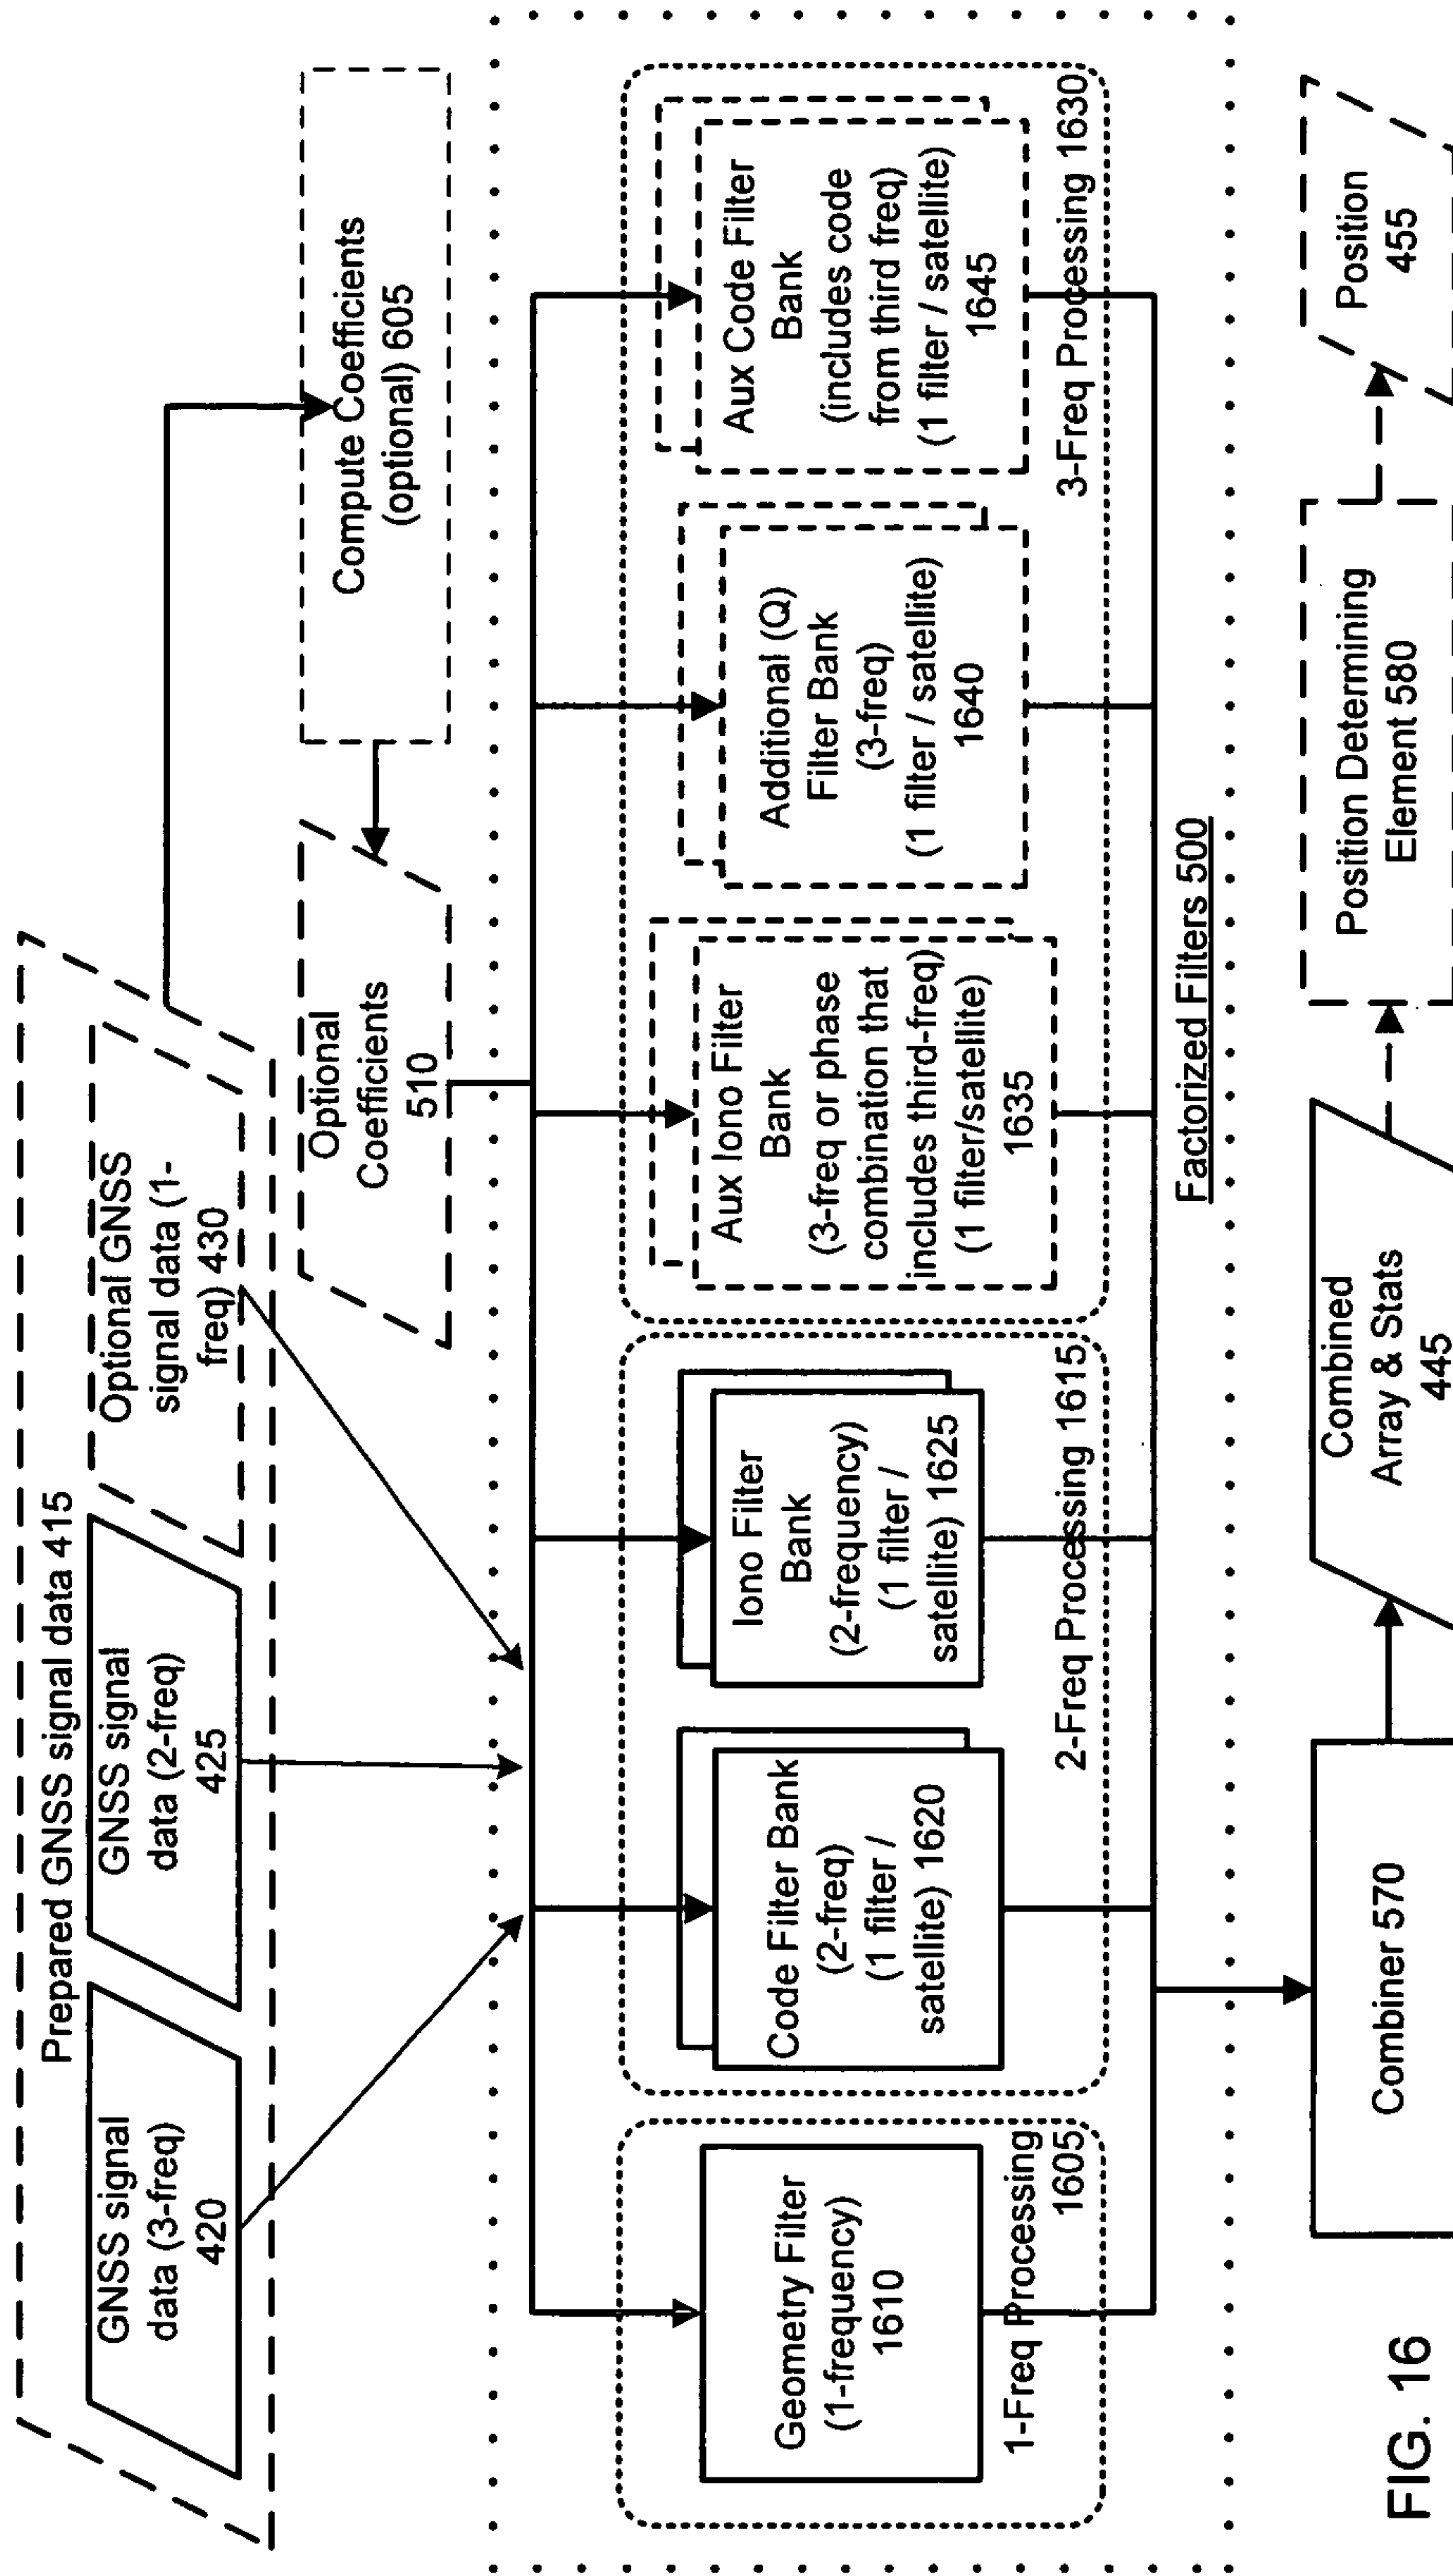 Prepared GNSS signal data 415
GNSS signal
data (3-freq)
420
GNSS signal
data (2-freq)
425
Optional GNSS
signal data (1-
freq) 430
Optional
Coefficients
510
Compute Coefficients
(optional) 605
Geometry Filter
(1-frequency)
1610
1-Freq Processing
1605
Code Filter Bank
(2-freq)
(1 filter /
satellite) 1620
Iono Filter
Bank
(2-frequency)
(1 filter /
satellite) 1625
2-Freq Processing 1615
Aux Iono Filter
Bank
(3-freq or phase
combination that
includes third-freq)
(1 filter/satellite)
1635
Additional (Q)
Filter Bank
(3-freq)
(1 filter / satellite)
1640
Aux Code Filter
Bank
(includes code
from third freq)
(1 filter / satellite)
1645
3-Freq Processing 1630
Factorized Filters 500
Combiner 570
Combined
Array & Stats
445
Position Determining
Element 580
Position
455
FIG. 16